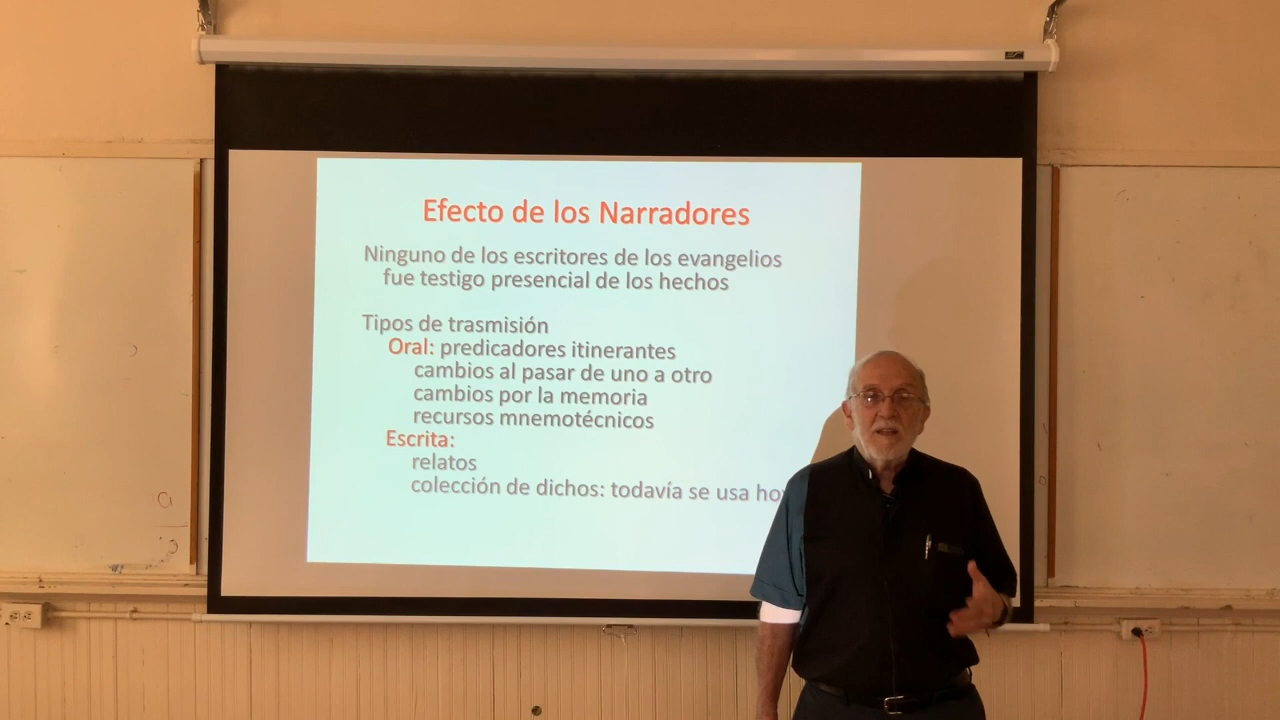 Efecto de los Narradores
Ninguno de los escritores de los evangelios
fue testigo presencial de los hechos
Tipos de trasmisión
Oral: predicadores itinerantes
cambios al pasar de uno a otro
cambios por la memoria
recursos mnemotécnicos
Escrita:
relatos
colección de dichos: todavía se usa